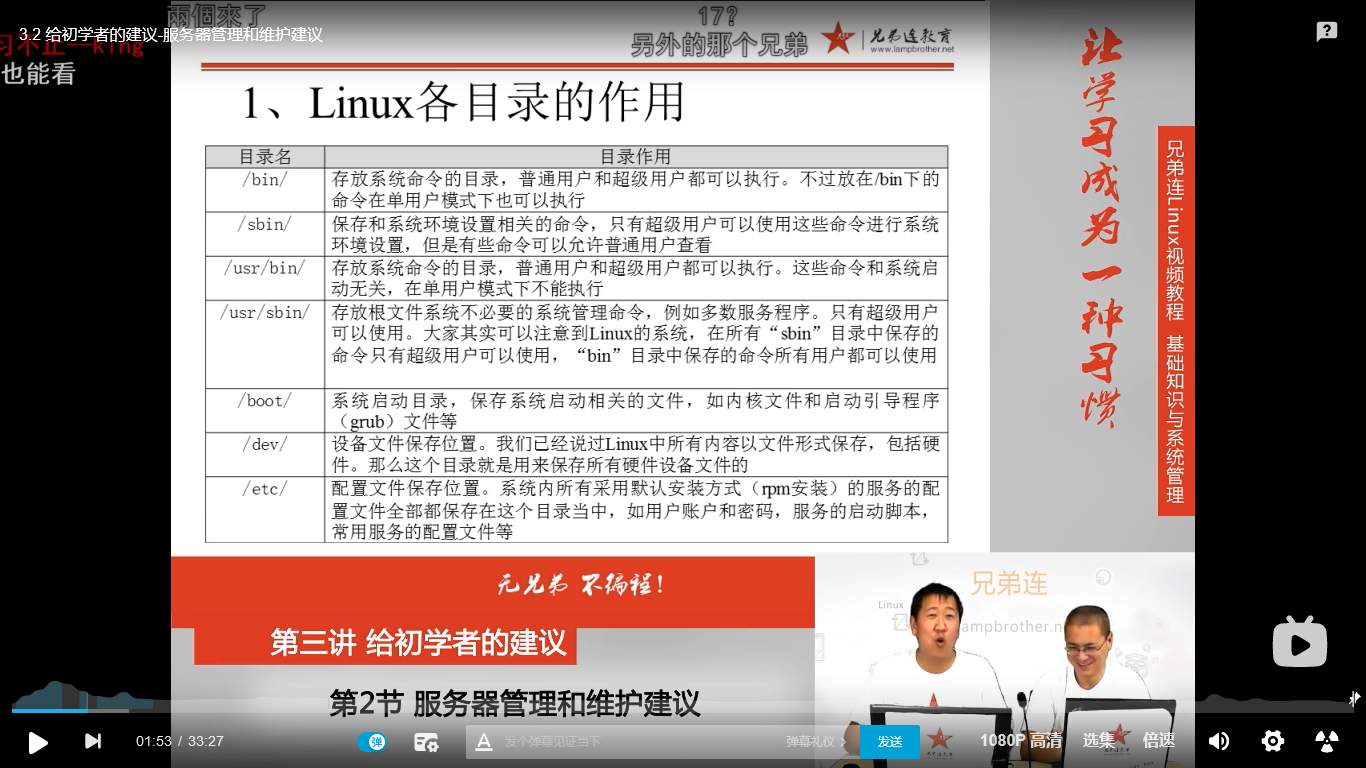 兩個來了
17?
3.2 给初学者的建议-服务器管理和维护建议
习不止--king
另外的那个兄弟
兄弟连教育
www.lampbrother.net
也能看
1、Linux各目录的作用
目录名 目录作用
/bin/ 存放系统命令的目录，普通用户和超级用户都可以执行。不过放在/bin下的
命令在单用户模式下也可以执行
/sbin/ 保存和系统环境设置相关的命令，只有超级用户可以使用这些命令进行系统
环境设置，但是有些命令可以允许普通用户查看
/usr/bin/ 存放系统命令的目录，普通用户和超级用户都可以执行。这些命令和系统启
动无关，在单用户模式下不能执行
/usr/sbin/ 存放根文件系统不必要的系统管理命令，例如多数服务程序。只有超级用户
可以使用。大家其实可以注意到Linux的系统，在所有“sbin”目录中保存的
命令只有超级用户可以使用，“bin”目录中保存的命令所有用户都可以使用
/boot/ 系统启动目录，保存系统启动相关的文件，如内核文件和启动引导程序
（grub）文件等
/dev/ 设备文件保存位置。我们已经说过Linux中所有内容以文件形式保存，包括硬
件。那么这个目录就是用来保存所有硬件设备文件的
/etc/ 配置文件保存位置。系统内所有采用默认安装方式（rpm安装）的服务的配
置文件全部都保存在这个目录当中，如用户账户和密码，服务的启动脚本，
常用服务的配置文件等
让学习成为一种习惯
兄弟连Linux视频教程 基础知识与系统管理
无兄弟 不编程!
第三讲 给初学者的建议
第2节 服务器管理和维护建议
兄弟连
Linux
lampbrother.ne
01:53 / 33:27
弹
发个弹幕见证当下
弹幕礼仪
发送
1080P 高清
选集
倍速